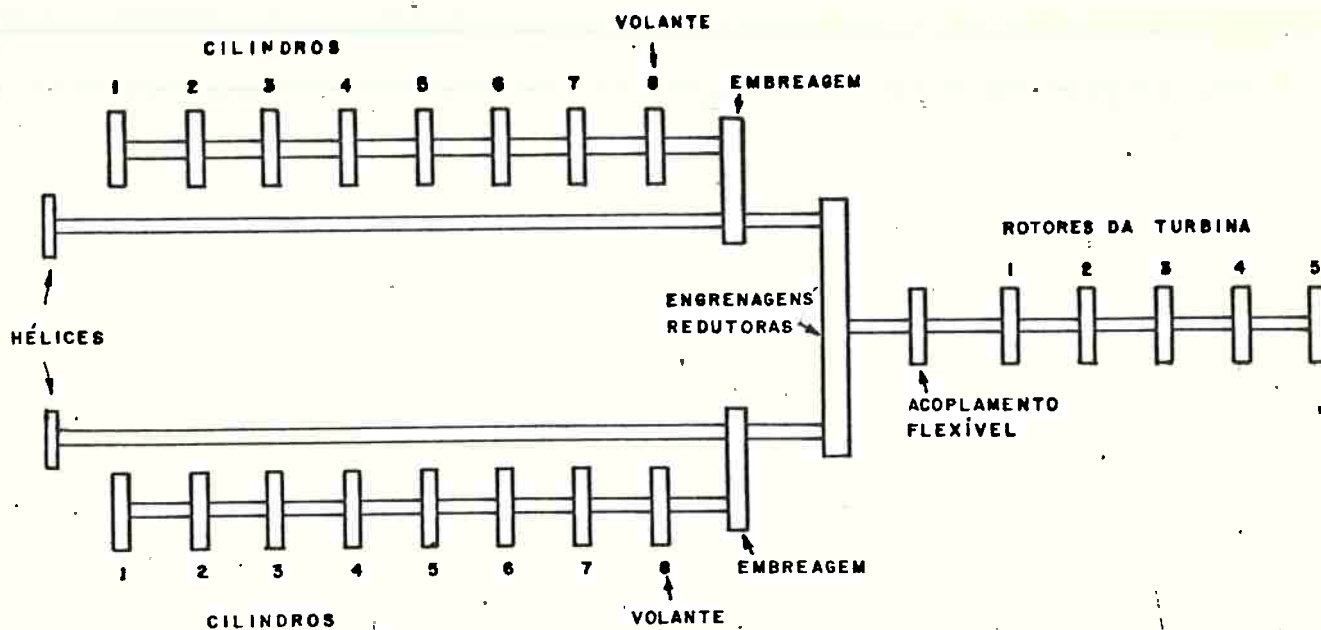 VOLANTE
CILINDROS
1 2 3 4 5 6 7 8
EMBREAGEM
ROTORES DA TURBINA
1 2 3 4 5
ENGRENAGENS
REDUTORAS
HÉLICES
ACOPLAMENTO
FLEXÍVEL
1 2 3 4 5 6 7 8
EMBREAGEM
CILINDROS
VOLANTE